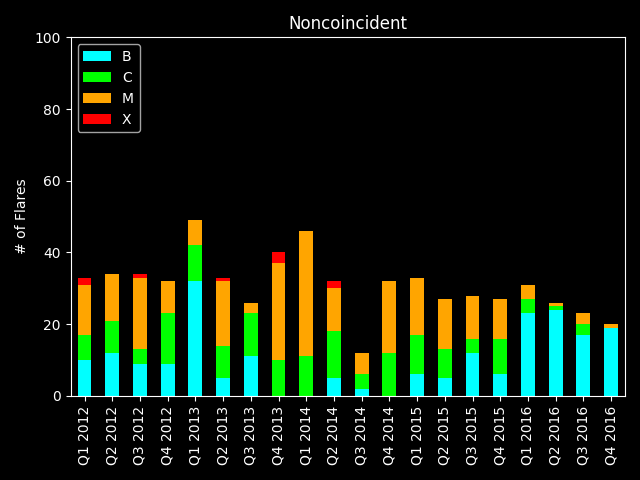 Noncoincident
100
80
60
40
20
0
# of Flares
B
C
M
X
Q1 2012
Q2 2012
Q3 2012
Q4 2012
Q1 2013
Q2 2013
Q3 2013
Q4 2013
Q1 2014
Q2 2014
Q3 2014
Q4 2014
Q1 2015
Q2 2015
Q3 2015
Q4 2015
Q1 2016
Q2 2016
Q3 2016
Q4 2016